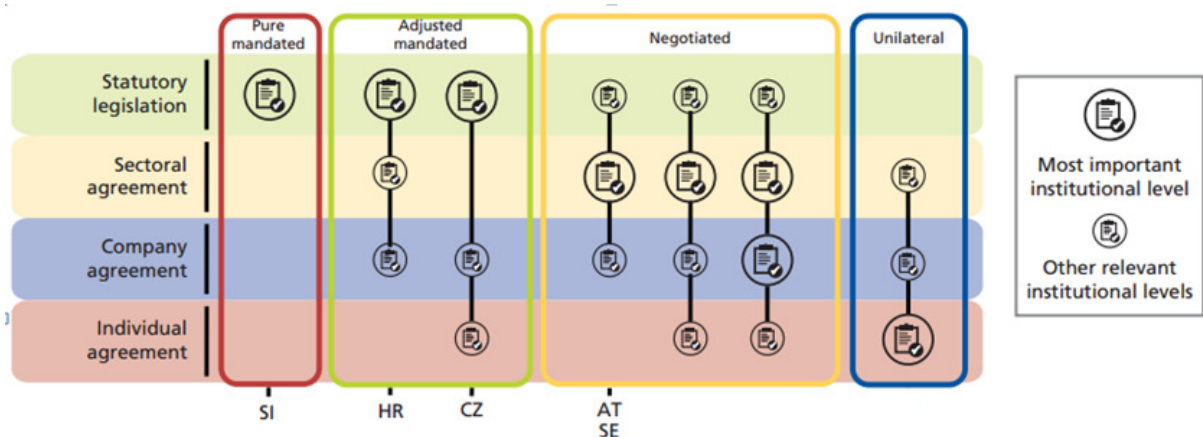 Pure
mandated
Adjusted
mandated
Negotiated
Unilateral
Statutory
legislation
Sectoral
agreement
Company
agreement
Individual
agreement
SI
HR
CZ
AT
SE
Most important
institutional level
Other relevant
institutional levels